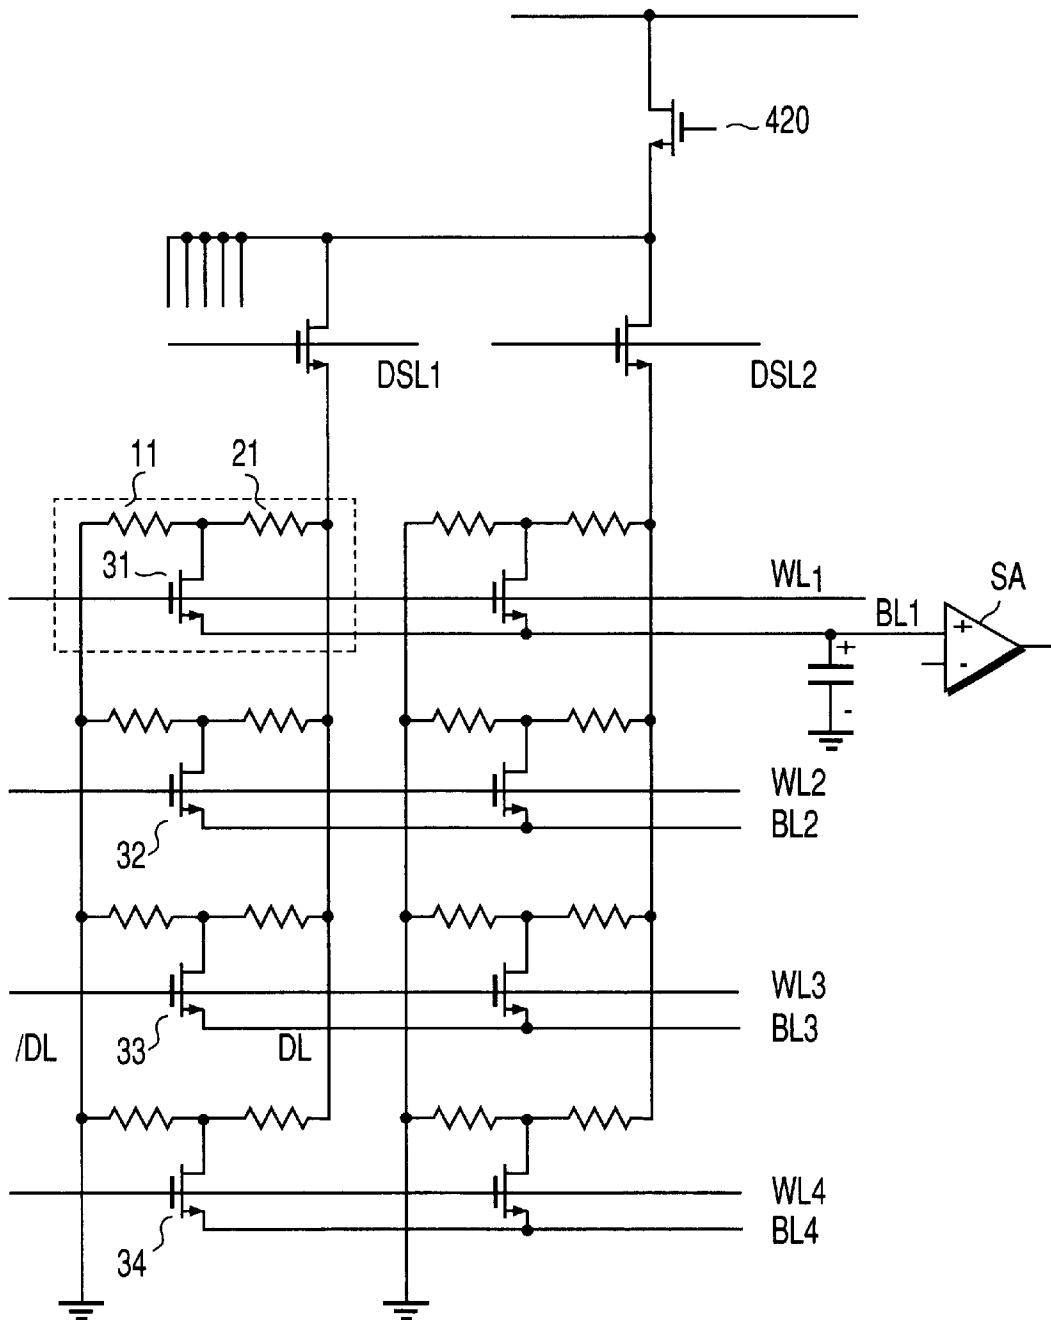 420
DSL1
DSL2
11
21
31
WL1
SA
BL1
+
-
+
-
WL2
BL2
32
WL3
BL3
33
/DL
DL
WL4
BL4
34